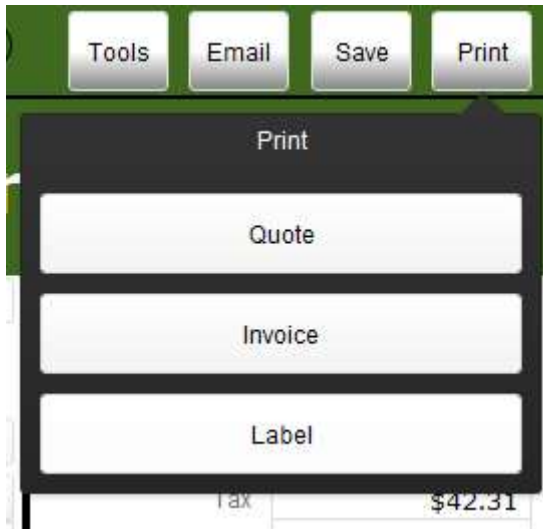 Tools Email Save Print
Print
Quote
Invoice
Label
Tax $42.31